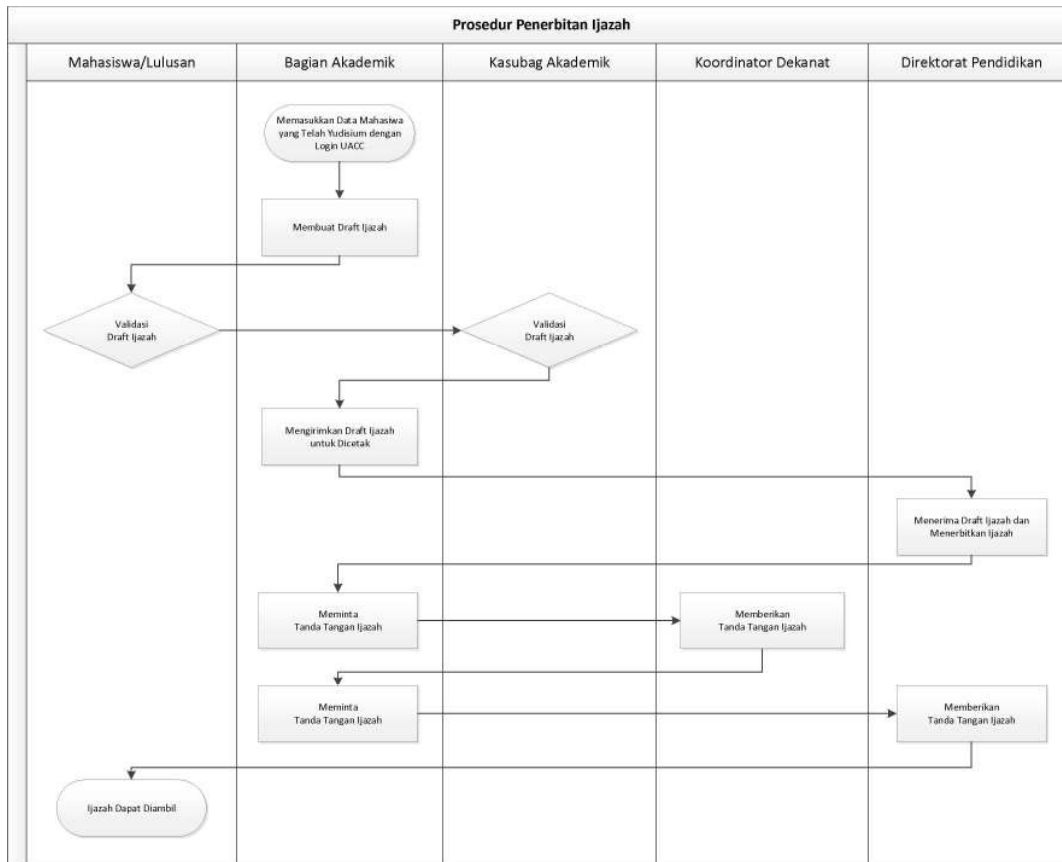 Prosedur Penerbitan Ijazah
Mahasiswa/Lulusan
Bagian Akademik
Kasubag Akademik
Koordinator Dekanat
Direktorat Pendidikan
Memasukkan Data Mahasiwa
yang Telah Yudisium dengan
Login UACC
Membuat Draft Ijazah
Validasi
Draft Ijazah
Validasi
Draft Ijazah
Mengirimkan Draft Ijazah
untuk Dicetak
Menerima Draft Ijazah dan
Menerbitkan Ijazah
Meminta
Tanda Tangan Ijazah
Memberikan
Tanda Tangan Ijazah
Meminta
Tanda Tangan Ijazah
Memberikan
Tanda Tangan Ijazah
Ijazah Dapat Diambil